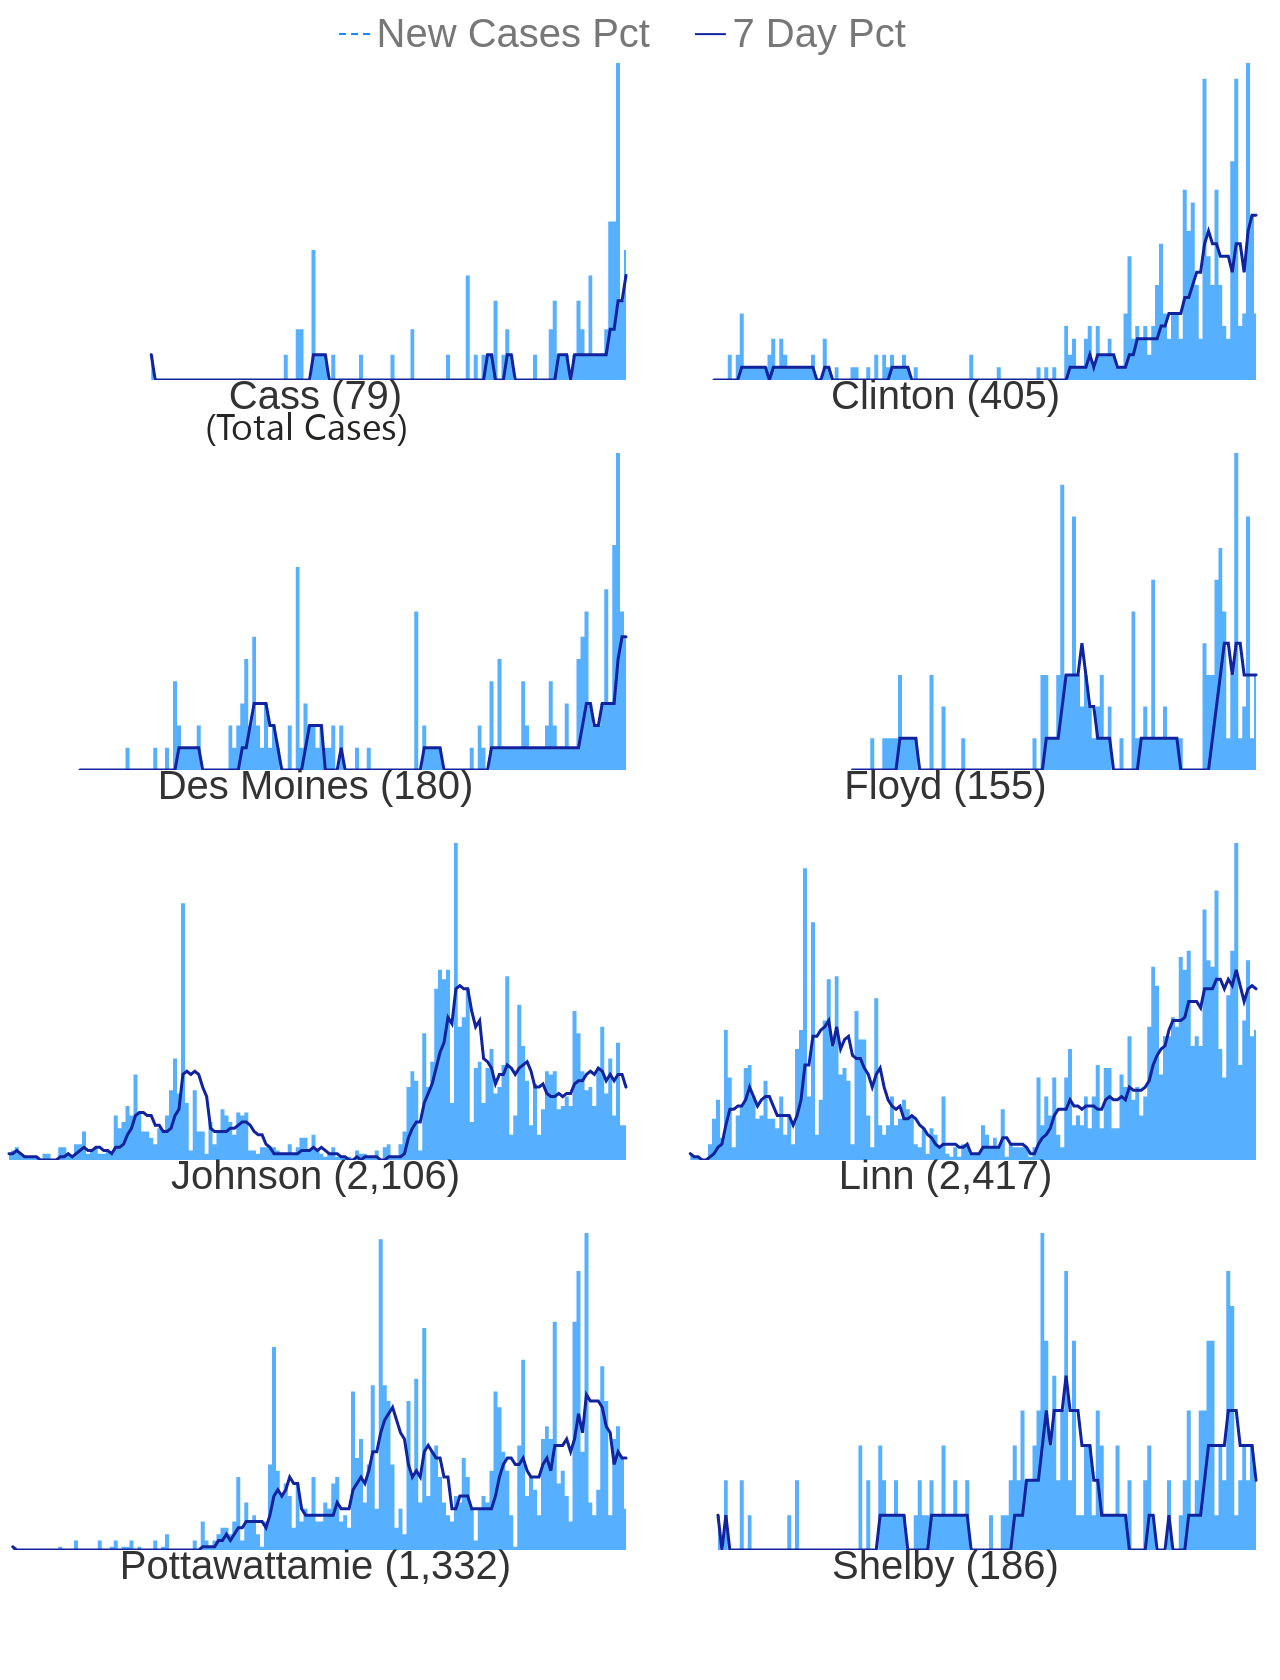 New Cases Pct 7 Day Pct
Cass (79)
(Total Cases)
Clinton (405)
Des Moines (180)
Floyd (155)
Johnson (2,106)
Linn (2,417)
Pottawattamie (1,332)
Shelby (186)